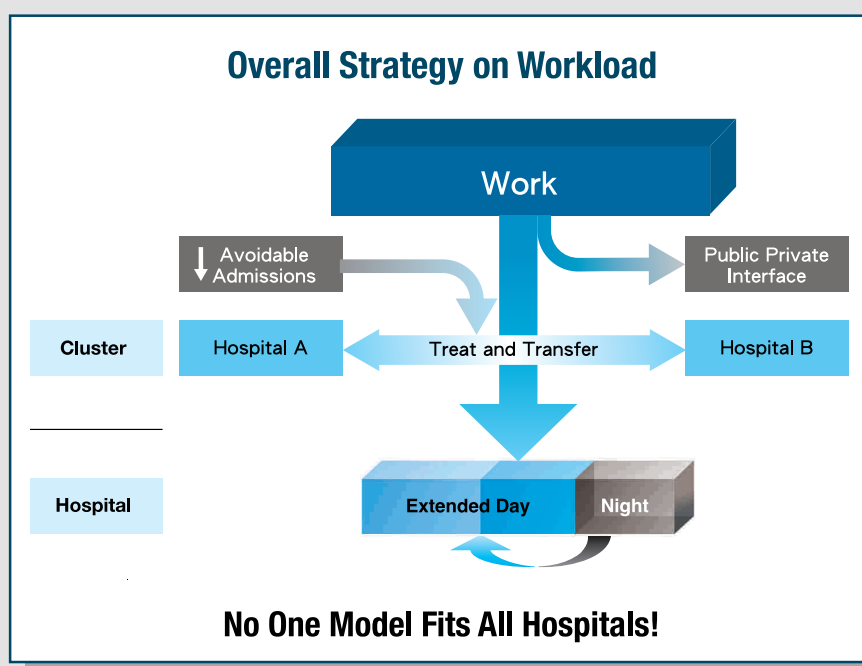 Overall Strategy on Workload
Work
Avoidable
Admissions
Public Private
Interface
Cluster
Hospital A
Treat and Transfer
Hospital B
Hospital
Extended Day
Night
No One Model Fits All Hospitals!